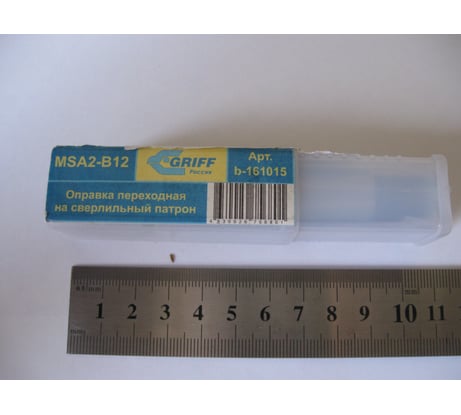 MSA2-B12
GRIFF
Россия
Арт.
b-161015
Оправка переходная
на сверлильный патрон
1 2 3 4 5 6 7 8 9 10 11